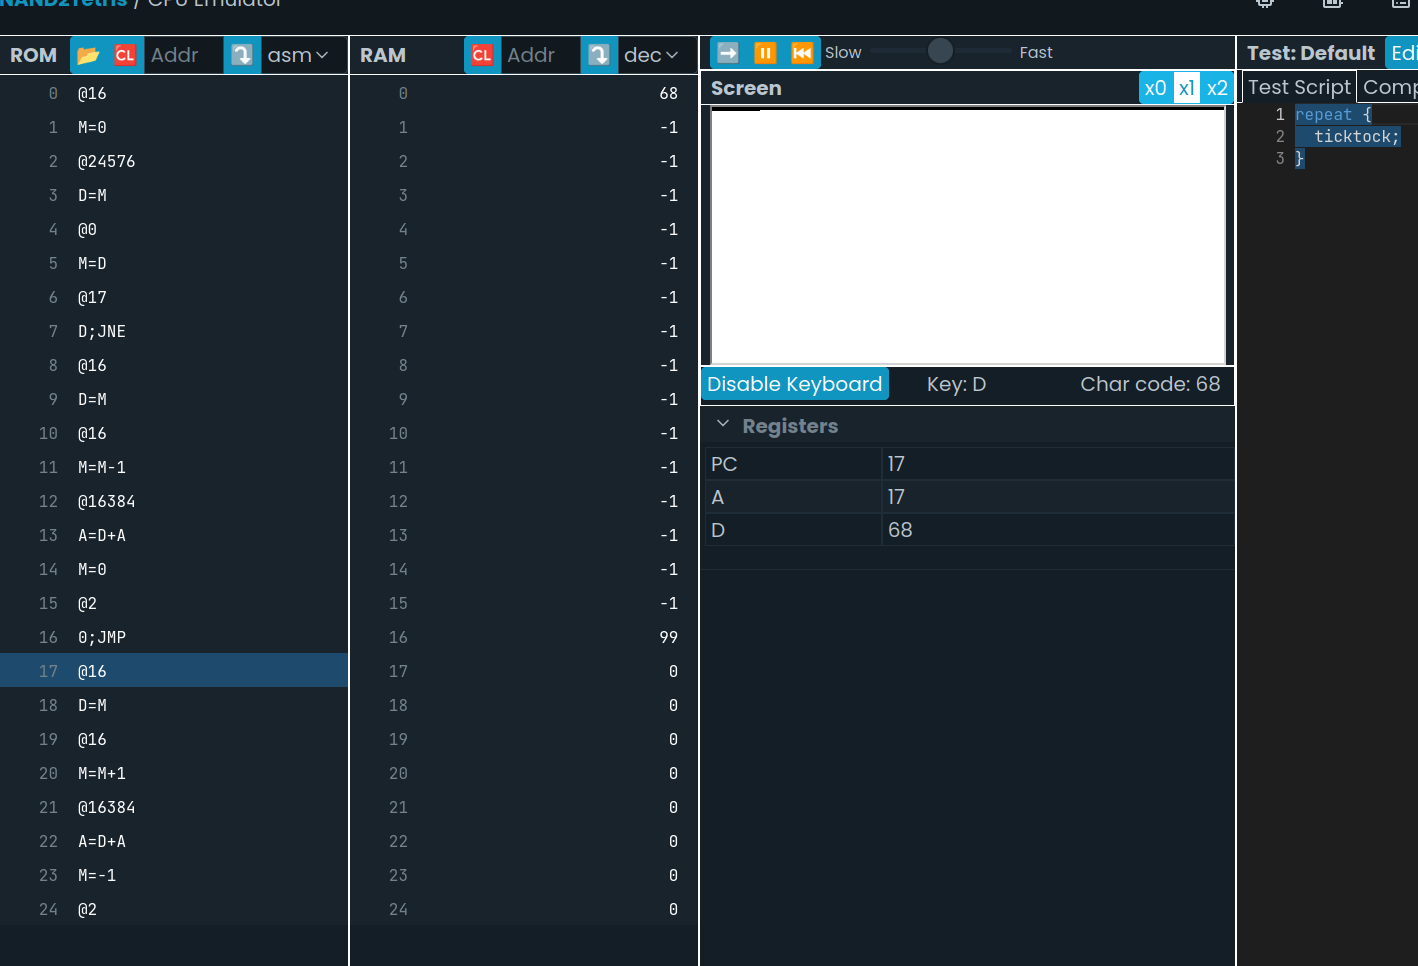 NAND2Tetris / CPU Emulator
ROM CL Addr asm
0 @16
1 M=0
2 @24576
3 D=M
4 @0
5 M=D
6 @17
7 D;JNE
8 @16
9 D=M
10 @16
11 M=M-1
12 @16384
13 A=D+A
14 M=0
15 @2
16 0;JMP
17 @16
18 D=M
19 @16
20 M=M+1
21 @16384
22 A=D+A
23 M=-1
24 @2
RAM CL Addr dec
0 68
1 -1
2 -1
3 -1
4 -1
5 -1
6 -1
7 -1
8 -1
9 -1
10 -1
11 -1
12 -1
13 -1
14 -1
15 -1
16 99
17 0
18 0
19 0
20 0
21 0
22 0
23 0
24 0
Slow Fast
Screen x0 x1 x2
Disable Keyboard Key: D Char code: 68
Registers
PC 17
A 17
D 68
Test: Default Edi
Test Script Comp
1 repeat {
2 ticktock;
3 }